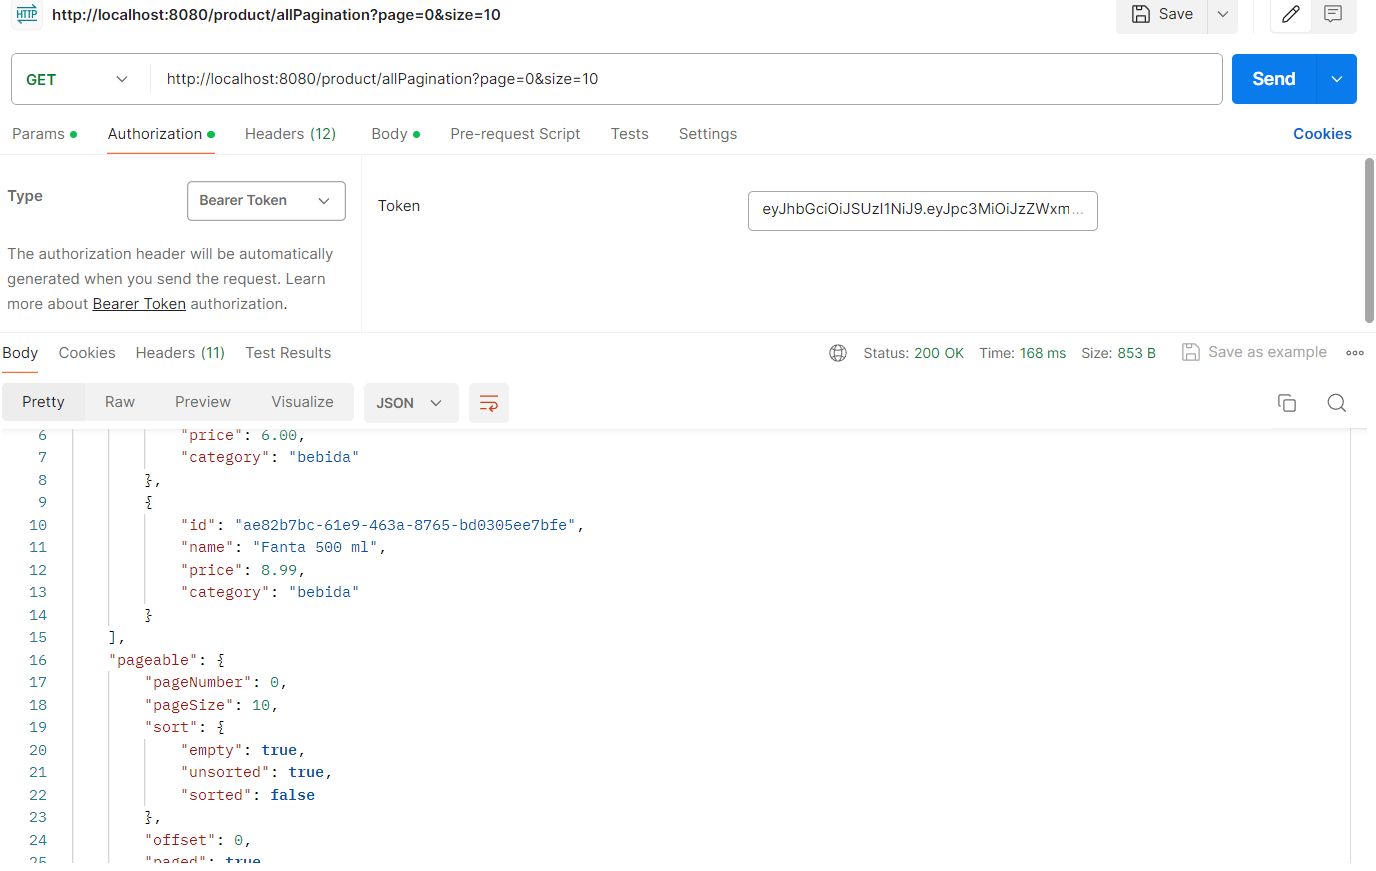 HTTP http://localhost:8080/product/allPagination?page=0&size=10 Save
GET http://localhost:8080/product/allPagination?page=0&size=10 Send
Params Authorization Headers (12) Body Pre-request Script Tests Settings Cookies
Type Bearer Token Token eyJhbGciOiJSUzI1NiJ9.eyJpc3MiOiJzZWxm...
The authorization header will be automatically
generated when you send the request. Learn
more about Bearer Token authorization.
Body Cookies Headers (11) Test Results Status: 200 OK Time: 168 ms Size: 853 B Save as example
Pretty Raw Preview Visualize JSON
6 "price": 6.00,
7 "category": "bebida"
8 },
9 {
10 "id": "ae82b7bc-61e9-463a-8765-bd0305ee7bfe",
11 "name": "Fanta 500 ml",
12 "price": 8.99,
13 "category": "bebida"
14 }
15 ],
16 "pageable": {
17 "pageNumber": 0,
18 "pageSize": 10,
19 "sort": {
20 "empty": true,
21 "unsorted": true,
22 "sorted": false
23 },
24 "offset": 0,
25 "paged": true